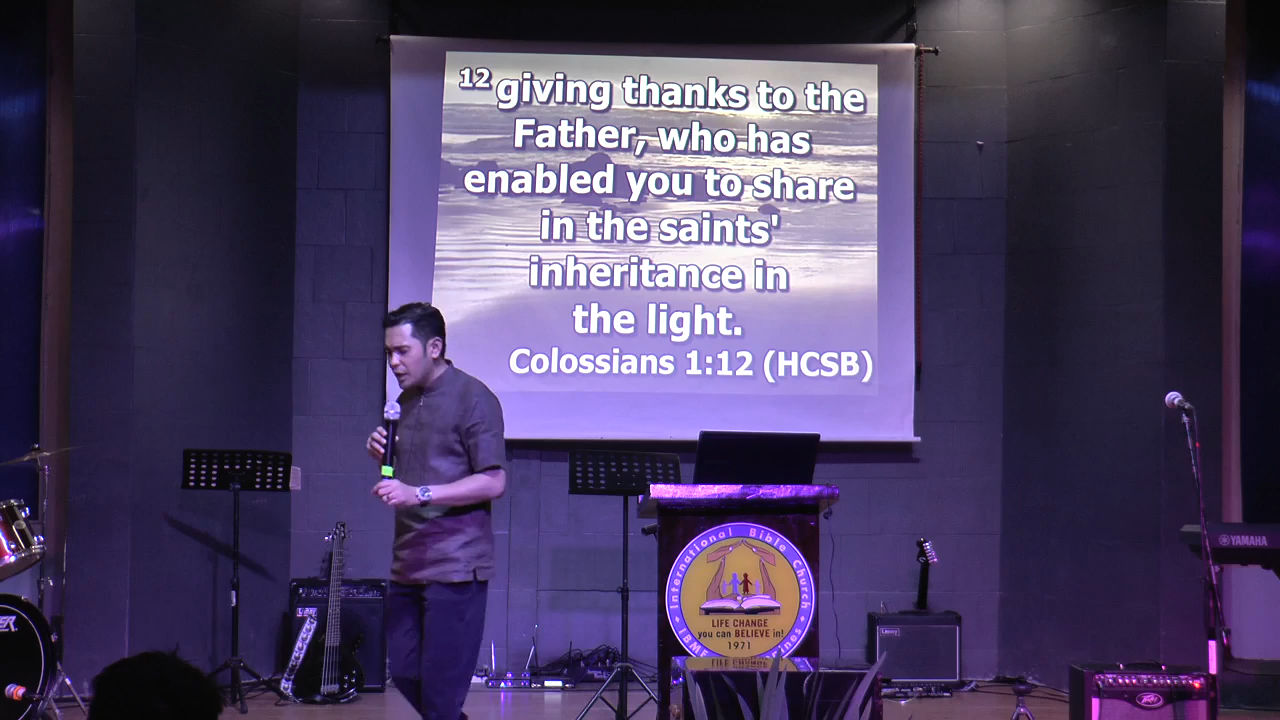 12 giving thanks to the
Father, who has
enabled you to share
in the saints'
inheritance in
the light.
Colossians 1:12 (HCSB)
International Bible Church
LIFE CHANGE
you can BELIEVE in!
1971
YAMAHA
Laney
Peavey